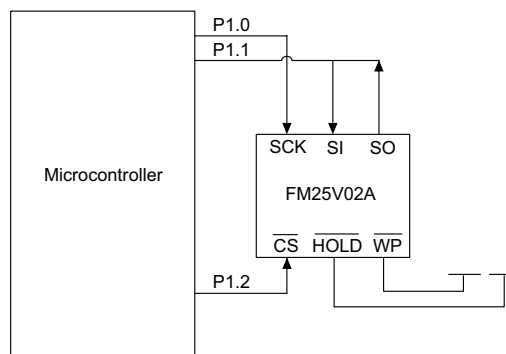 P1.0
P1.1
SCK SI SO
Microcontroller
FM25V02A
CS HOLD WP
P1.2